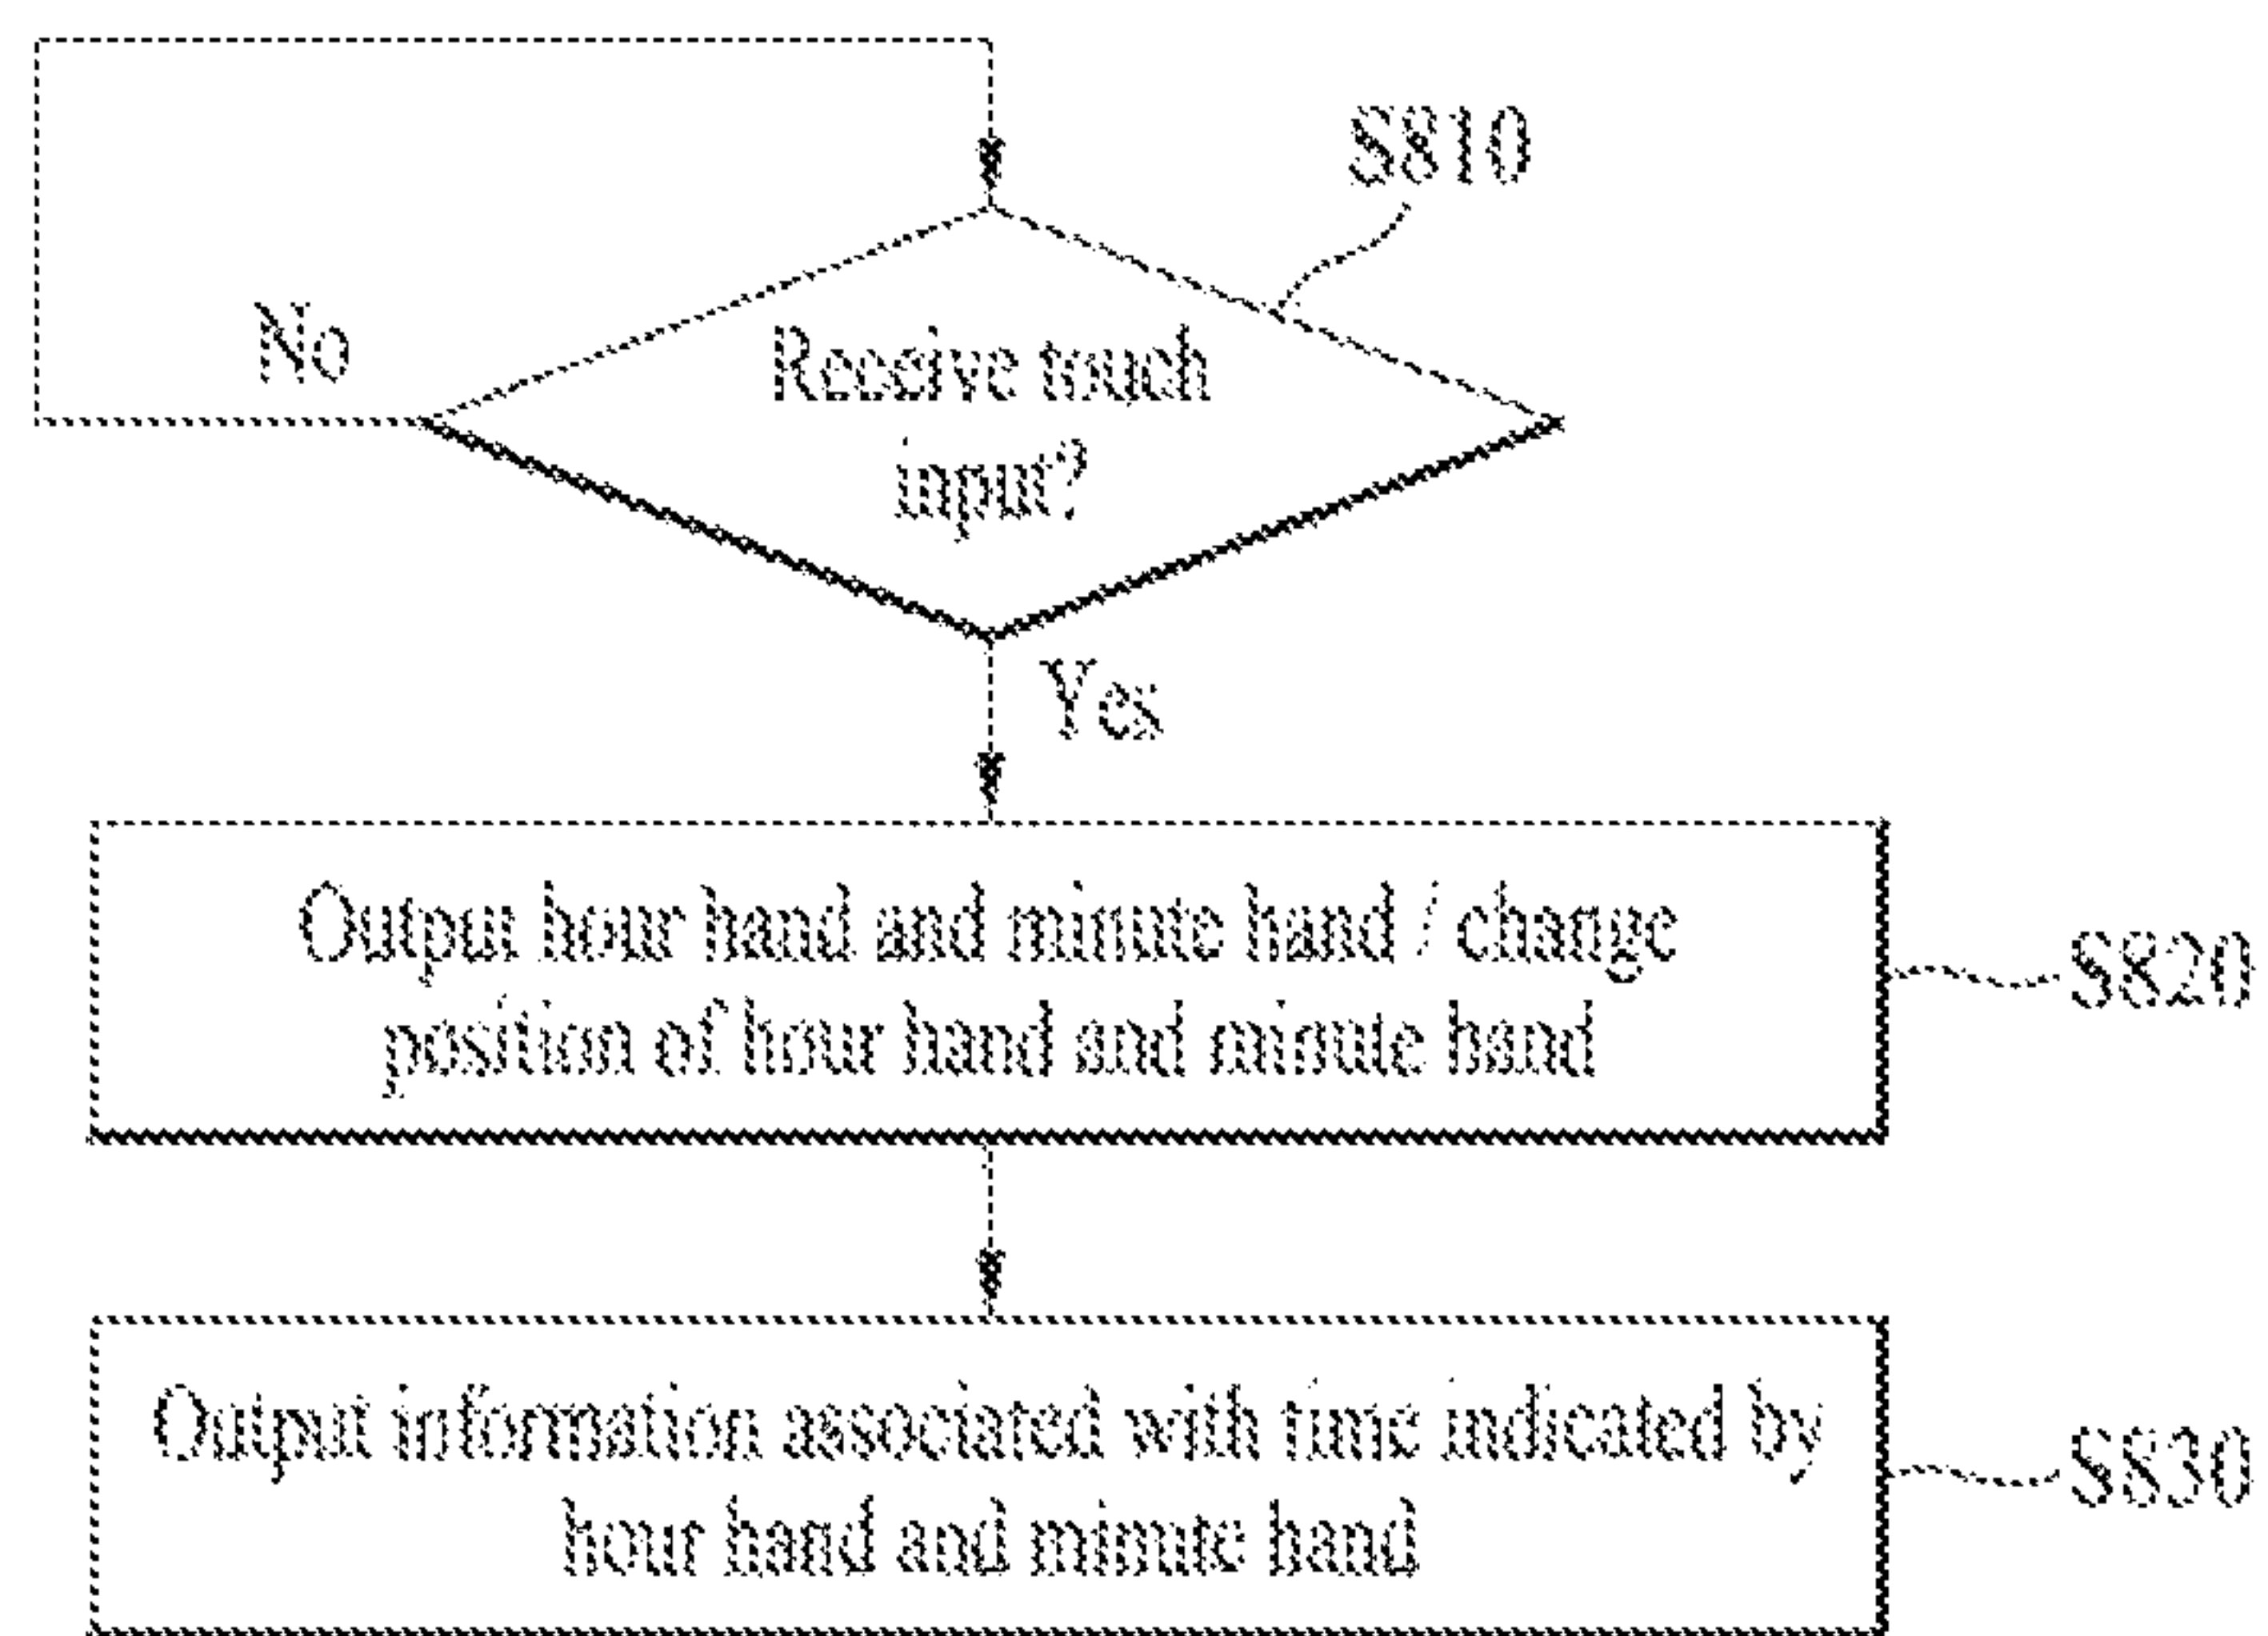 S810
No
Receive touch
input?
Yes
Output hour hand and minute hand / change
position of hour hand and minute hand
S820
Output information associated with time indicated by
hour hand and minute hand
S830